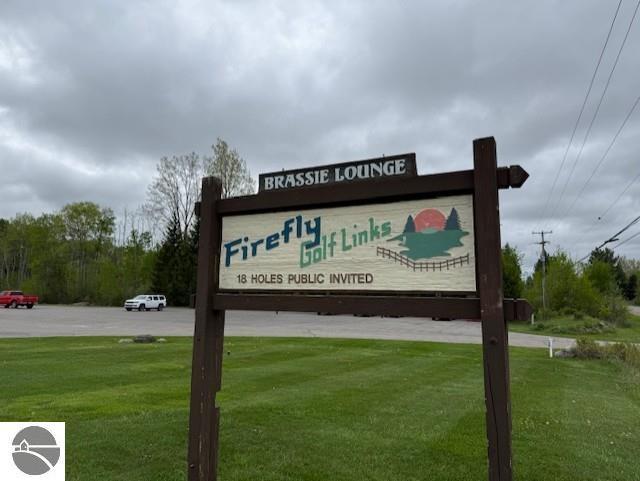 BRASSIE LOUNGE
Firefly
Golf Links
18 HOLES PUBLIC INVITED